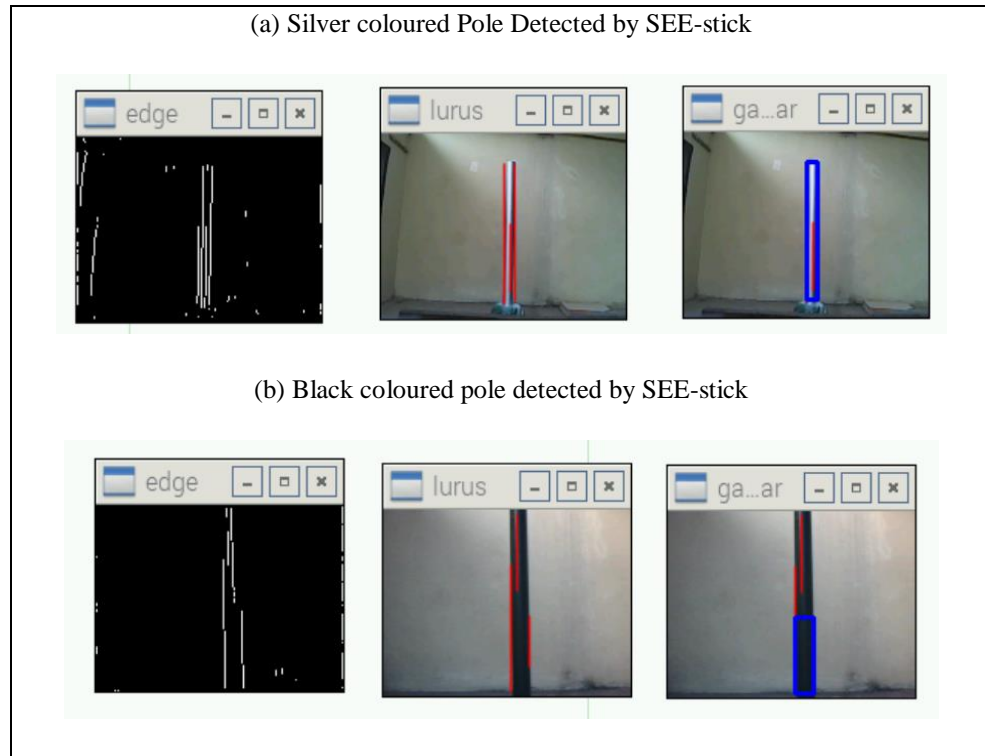 (a) Silver coloured Pole Detected by SEE-stick
edge
lurus
ga...ar
(b) Black coloured pole detected by SEE-stick
edge
lurus
ga...ar